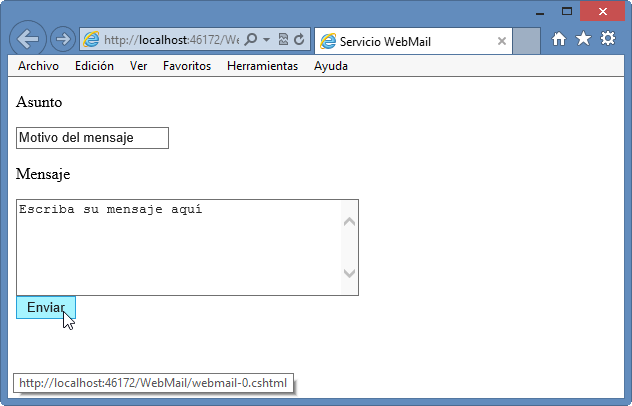 http://localhost:46172/We
Servicio WebMail
Archivo Edición Ver Favoritos Herramientas Ayuda
Asunto
Motivo del mensaje
Mensaje
Escriba su mensaje aquí
Enviar
http://localhost:46172/WebMail/webmail-0.cshtml